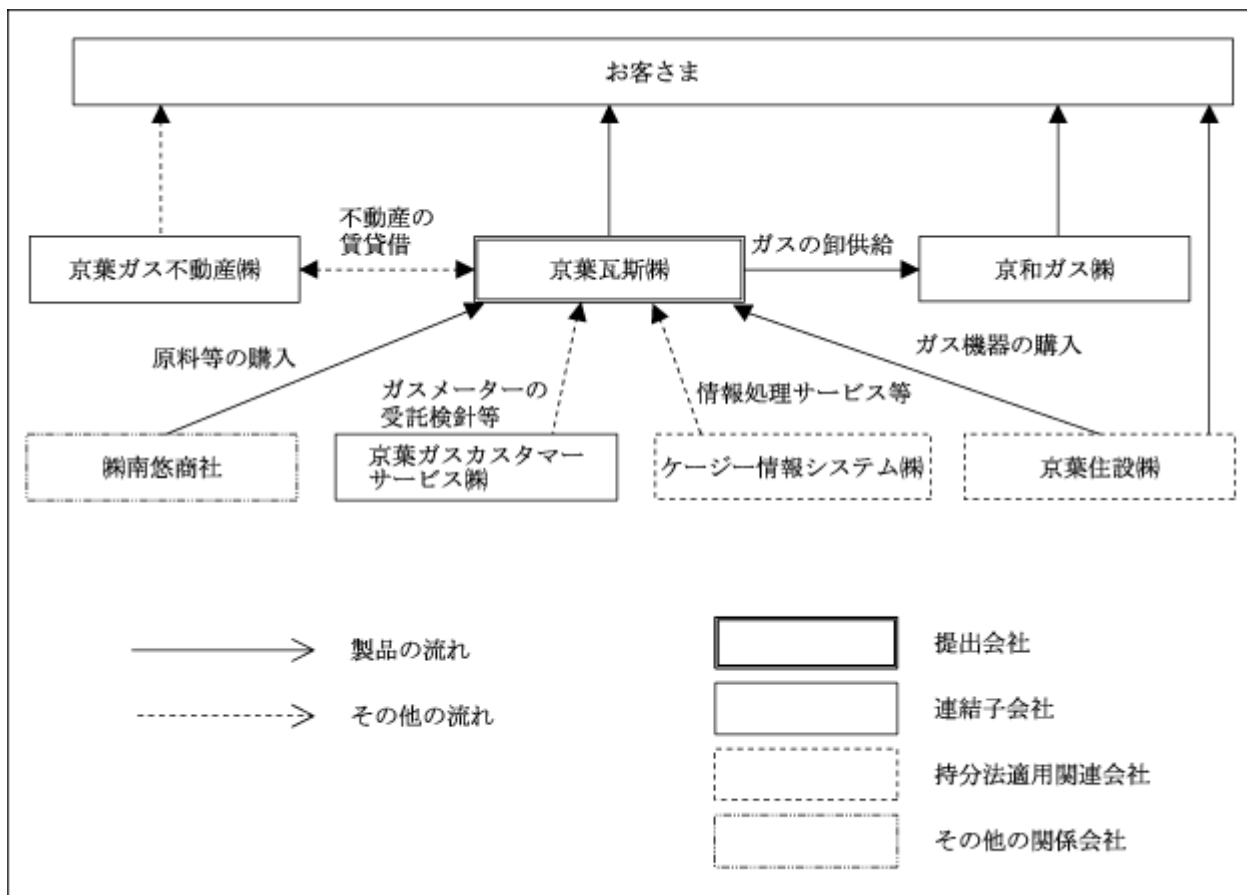 お客さま
不動産の
賃貸借
ガスの卸供給
京葉ガス不動産㈱
京葉瓦斯㈱
京和ガス㈱
原料等の購入
ガス機器の購入
ガスメーターの
受託検針等
情報処理サービス等
㈱南悠商社
京葉ガスカスタマー
サービス㈱
ケージー情報システム㈱
京葉住設㈱
製品の流れ
その他の流れ
提出会社
連結子会社
持分法適用関連会社
その他の関係会社